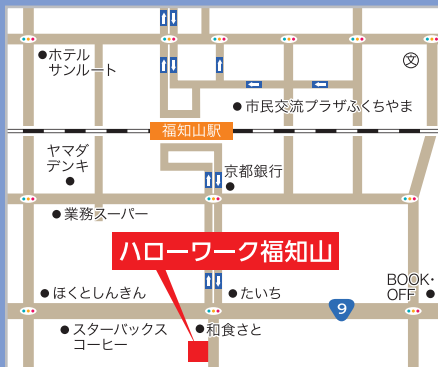 ホテル
サンルート
文
市民交流プラザふくちやま
福知山駅
ヤマダ
デンキ
京都銀行
業務スーパー
ハローワーク福知山
BOOK・
OFF
ほくとしんきん
たいち
9
スターバックス
コーヒー
和食さと